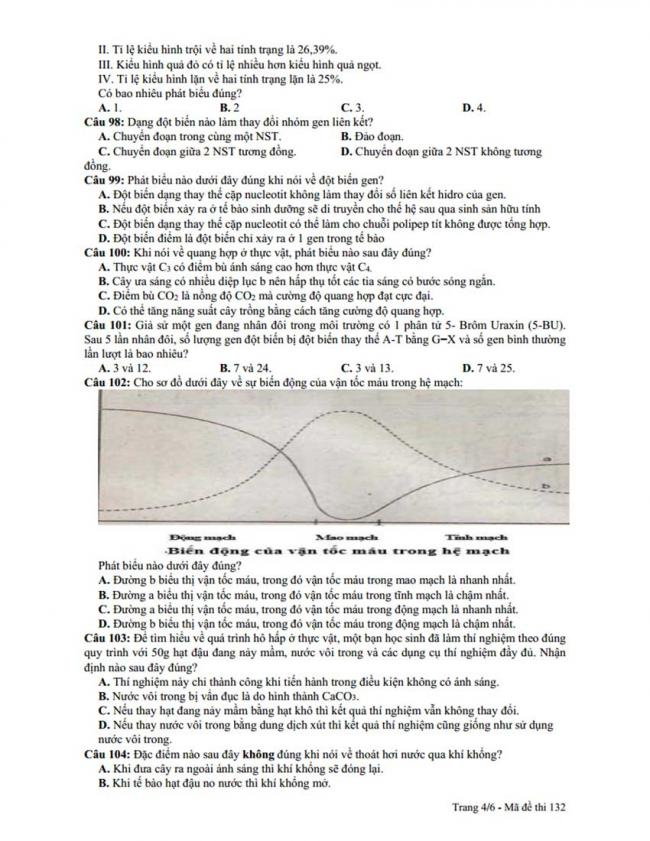 II. Tỉ lệ kiểu hình trội về hai tính trạng là 26,39%.
III. Kiểu hình quả đỏ có tỉ lệ nhiều hơn kiểu hình quả ngọt.
IV. Tỉ lệ kiểu hình lặn về hai tính trạng lặn là 25%.
Có bao nhiêu phát biểu đúng?
A. 1. B. 2 C. 3. D. 4.
Câu 98: Dạng đột biến nào làm thay đổi nhóm gen liên kết?
A. Chuyển đoạn trong cùng một NST. B. Đảo đoạn.
C. Chuyển đoạn giữa 2 NST tương đồng. D. Chuyển đoạn giữa 2 NST không tương
đồng.
Câu 99: Phát biểu nào dưới đây đúng khi nói về đột biến gen?
A. Đột biến dạng thay thế cặp nucleotit không làm thay đổi số liên kết hidro của gen.
B. Nếu đột biến xảy ra ở tế bào sinh dưỡng sẽ di truyền cho thế hệ sau qua sinh sản hữu tính
C. Đột biến dạng thay thế cặp nucleotit có thể làm cho chuỗi polipep tít không được tổng hợp.
D. Đột biến điểm là đột biến chỉ xảy ra ở 1 gen trong tế bào
Câu 100: Khi nói về quang hợp ở thực vật, phát biểu nào sau đây đúng?
A. Thực vật C₃ có điểm bù ánh sáng cao hơn thực vật C₄.
B. Cây ưa sáng có nhiều diệp lục b nên hấp thụ tốt các tia sáng có bước sóng ngắn.
C. Điểm bù CO₂ là nồng độ CO₂ mà cường độ quang hợp đạt cực đại.
D. Có thể tăng năng suất cây trồng bằng cách tăng cường độ quang hợp.
Câu 101: Giả sử một gen đang nhân đôi trong môi trường có 1 phân tử 5- Brôm Uraxin (5-BU).
Sau 5 lần nhân đôi, số lượng gen đột biến bị đột biến thay thế A-T bằng G−X và số gen bình thường
lần lượt là bao nhiêu?
A. 3 và 12. B. 7 và 24. C. 3 và 13. D. 7 và 25.
Câu 102: Cho sơ đồ dưới đây về sự biến động của vận tốc máu trong hệ mạch:
a
b
Động mạch Mao mạch Tĩnh mạch
Biến động của vận tốc máu trong hệ mạch
Phát biểu nào dưới đây đúng?
A. Đường b biểu thị vận tốc máu, trong đó vận tốc máu trong mao mạch là nhanh nhất.
B. Đường a biểu thị vận tốc máu, trong đó vận tốc máu trong tĩnh mạch là chậm nhất.
C. Đường a biểu thị vận tốc máu, trong đó vận tốc máu trong động mạch là nhanh nhất.
D. Đường b biểu thị vận tốc máu, trong đó vận tốc máu trong động mạch là chậm nhất.
Câu 103: Để tìm hiểu về quá trình hô hấp ở thực vật, một bạn học sinh đã làm thí nghiệm theo đúng
quy trình với 50g hạt đậu đang nảy mầm, nước vôi trong và các dụng cụ thí nghiệm đầy đủ. Nhận
định nào sau đây đúng?
A. Thí nghiệm này chỉ thành công khi tiến hành trong điều kiện không có ánh sáng.
B. Nước vôi trong bị vẩn đục là do hình thành CaCO₃.
C. Nếu thay hạt đang nảy mầm bằng hạt khô thì kết quả thí nghiệm vẫn không thay đổi.
D. Nếu thay nước vôi trong bằng dung dịch xút thì kết quả thí nghiệm cũng giống như sử dụng
nước vôi trong.
Câu 104: Đặc điểm nào sau đây không đúng khi nói về thoát hơi nước qua khí khổng?
A. Khi đưa cây ra ngoài ánh sáng thì khí khổng sẽ đóng lại.
B. Khi tế bào hạt đậu no nước thì khí khổng mở.
Trang 4/6 - Mã đề thi 132